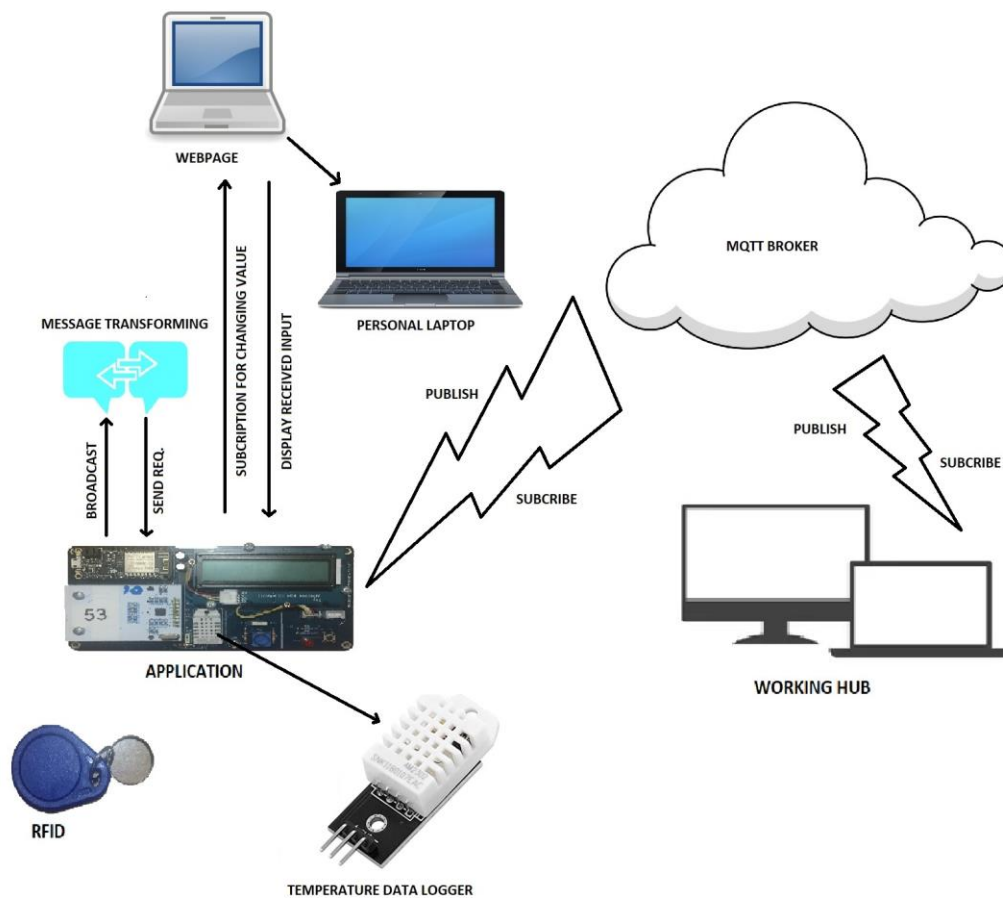 WEBPAGE
SUBCRIPTION FOR CHANGING VALUE
DISPLAY RECEIVED INPUT
PERSONAL LAPTOP
MQTT BROKER
MESSAGE TRANSFORMING
BROADCAST
SEND REQ.
PUBLISH
SUBCRIBE
PUBLISH
SUBCRIBE
53
APPLICATION
WORKING HUB
RFID
AM2302
TEMPERATURE DATA LOGGER